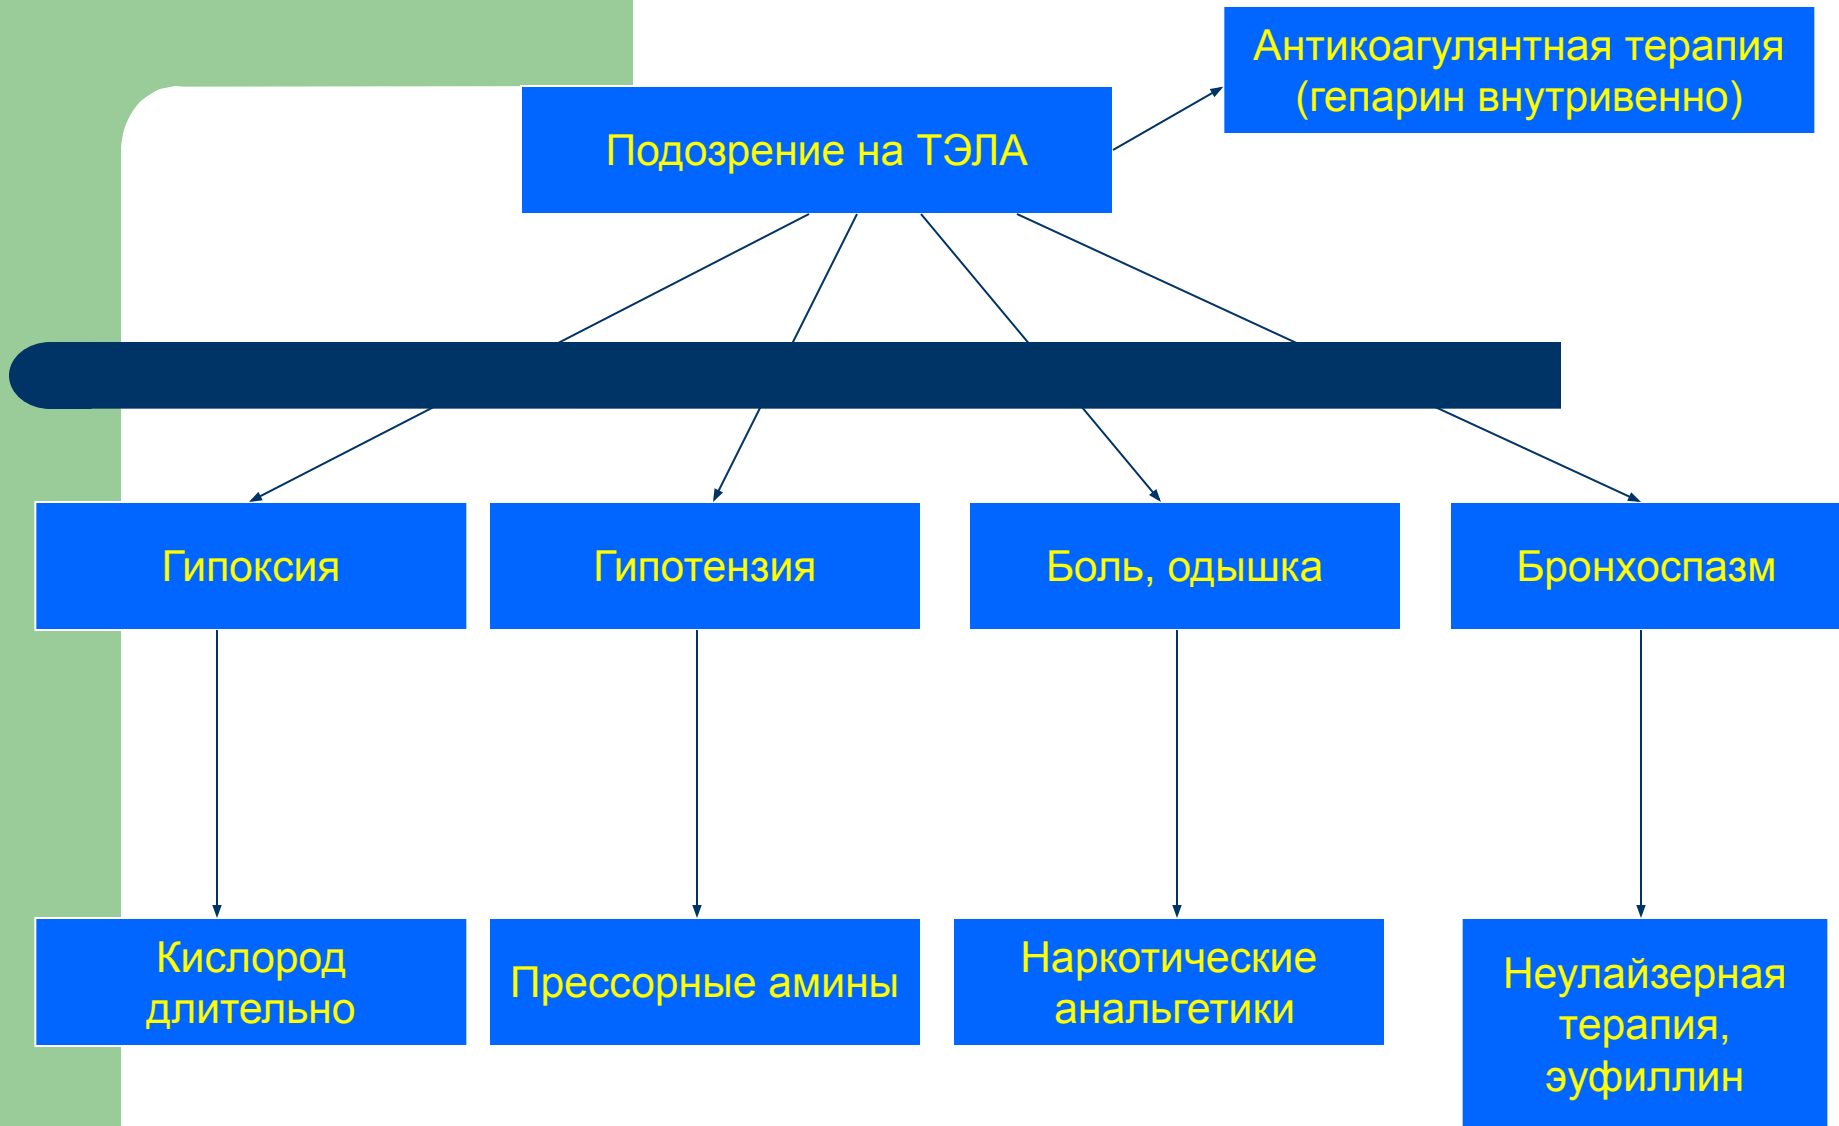 Антикоагулянтная терапия
(гепарин внутривенно)
Подозрение на ТЭЛА
Гипоксия
Гипотензия
Боль, одышка
Бронхоспазм
Кислород
длительно
Прессорные амины
Наркотические
анальгетики
Неулайзерная
терапия,
эуфиллин